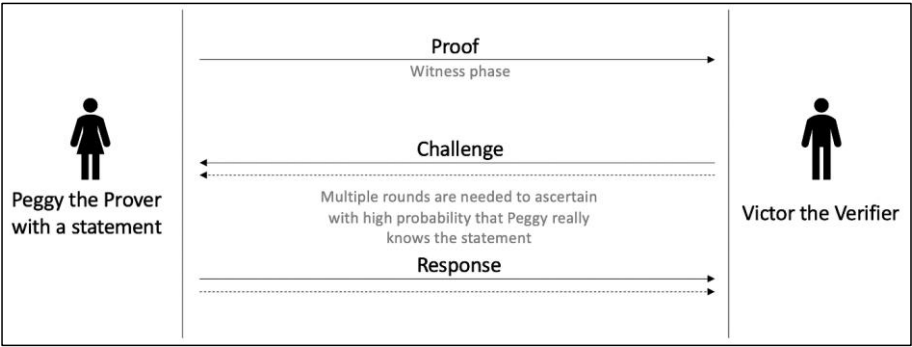 Proof
Witness phase
Challenge
Multiple rounds are needed to ascertain
with high probability that Peggy really
knows the statement
Response
Peggy the Prover
with a statement
Victor the Verifier